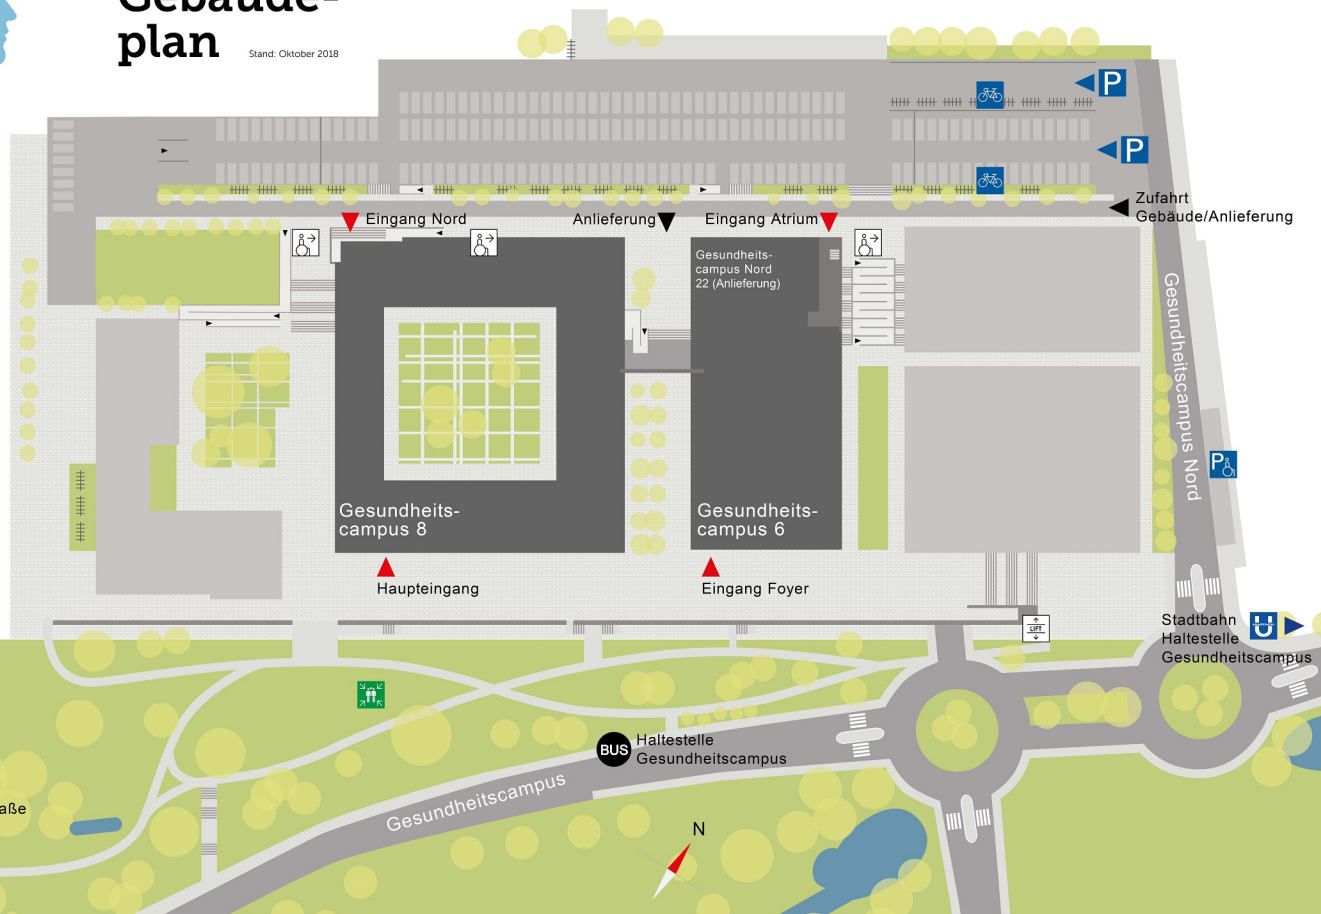 Gebäude-
plan
Stand: Oktober 2018
P
P
Zufahrt
Gebäude/Anlieferung
Eingang Nord
Anlieferung
Eingang Atrium
Gesundheits-
campus Nord
22 (Anlieferung)
Gesundheitscampus Nord
P
Gesundheits-
campus 8
Gesundheits-
campus 6
Haupteingang
Eingang Foyer
LIFT
Stadtbahn
Haltestelle
Gesundheitscampus
U
BUS
Haltestelle
Gesundheitscampus
Gesundheitscampus
aße
N